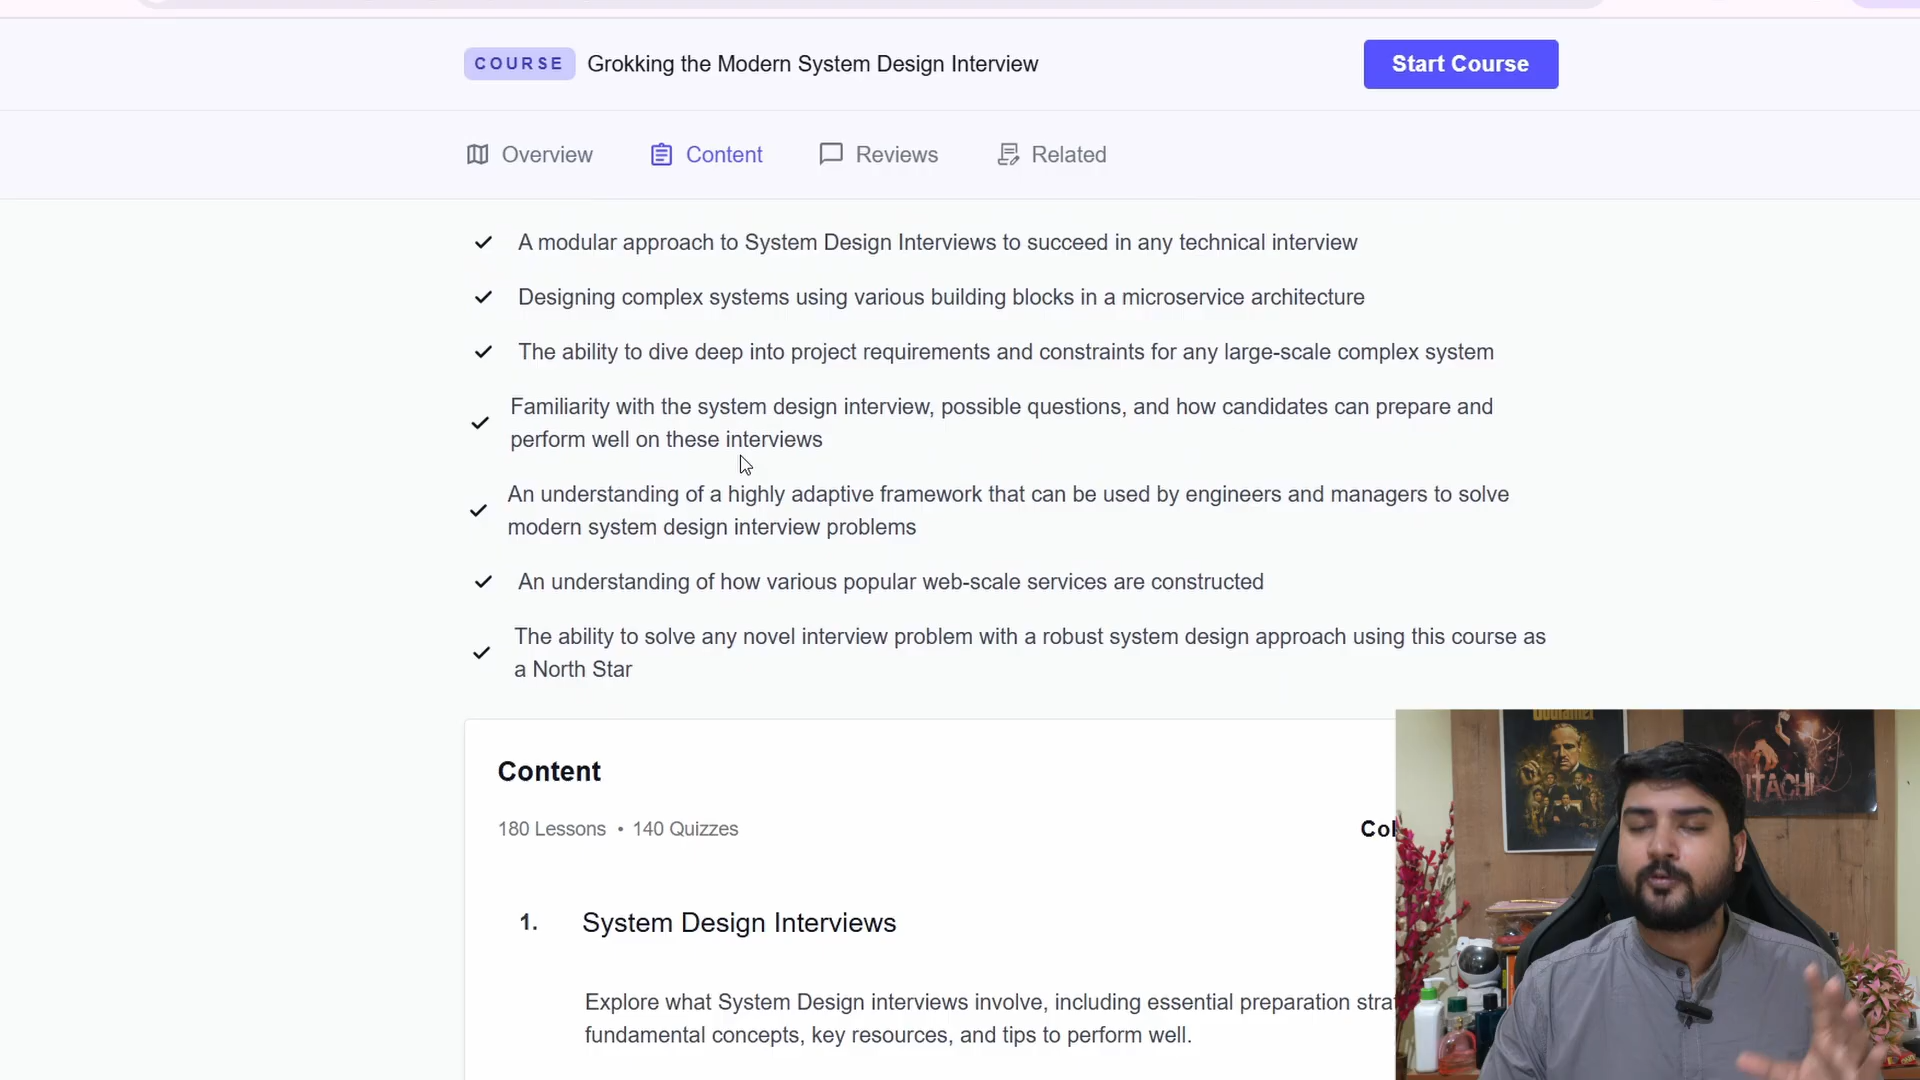 COURSE Grokking the Modern System Design Interview Start Course
Overview Content Reviews Related
A modular approach to System Design Interviews to succeed in any technical interview
Designing complex systems using various building blocks in a microservice architecture
The ability to dive deep into project requirements and constraints for any large-scale complex system
Familiarity with the system design interview, possible questions, and how candidates can prepare and
perform well on these interviews
An understanding of a highly adaptive framework that can be used by engineers and managers to solve
modern system design interview problems
An understanding of how various popular web-scale services are constructed
The ability to solve any novel interview problem with a robust system design approach using this course as
a North Star
Content
180 Lessons • 140 Quizzes
Col
1. System Design Interviews
Explore what System Design interviews involve, including essential preparation stra
fundamental concepts, key resources, and tips to perform well.
ITACHI